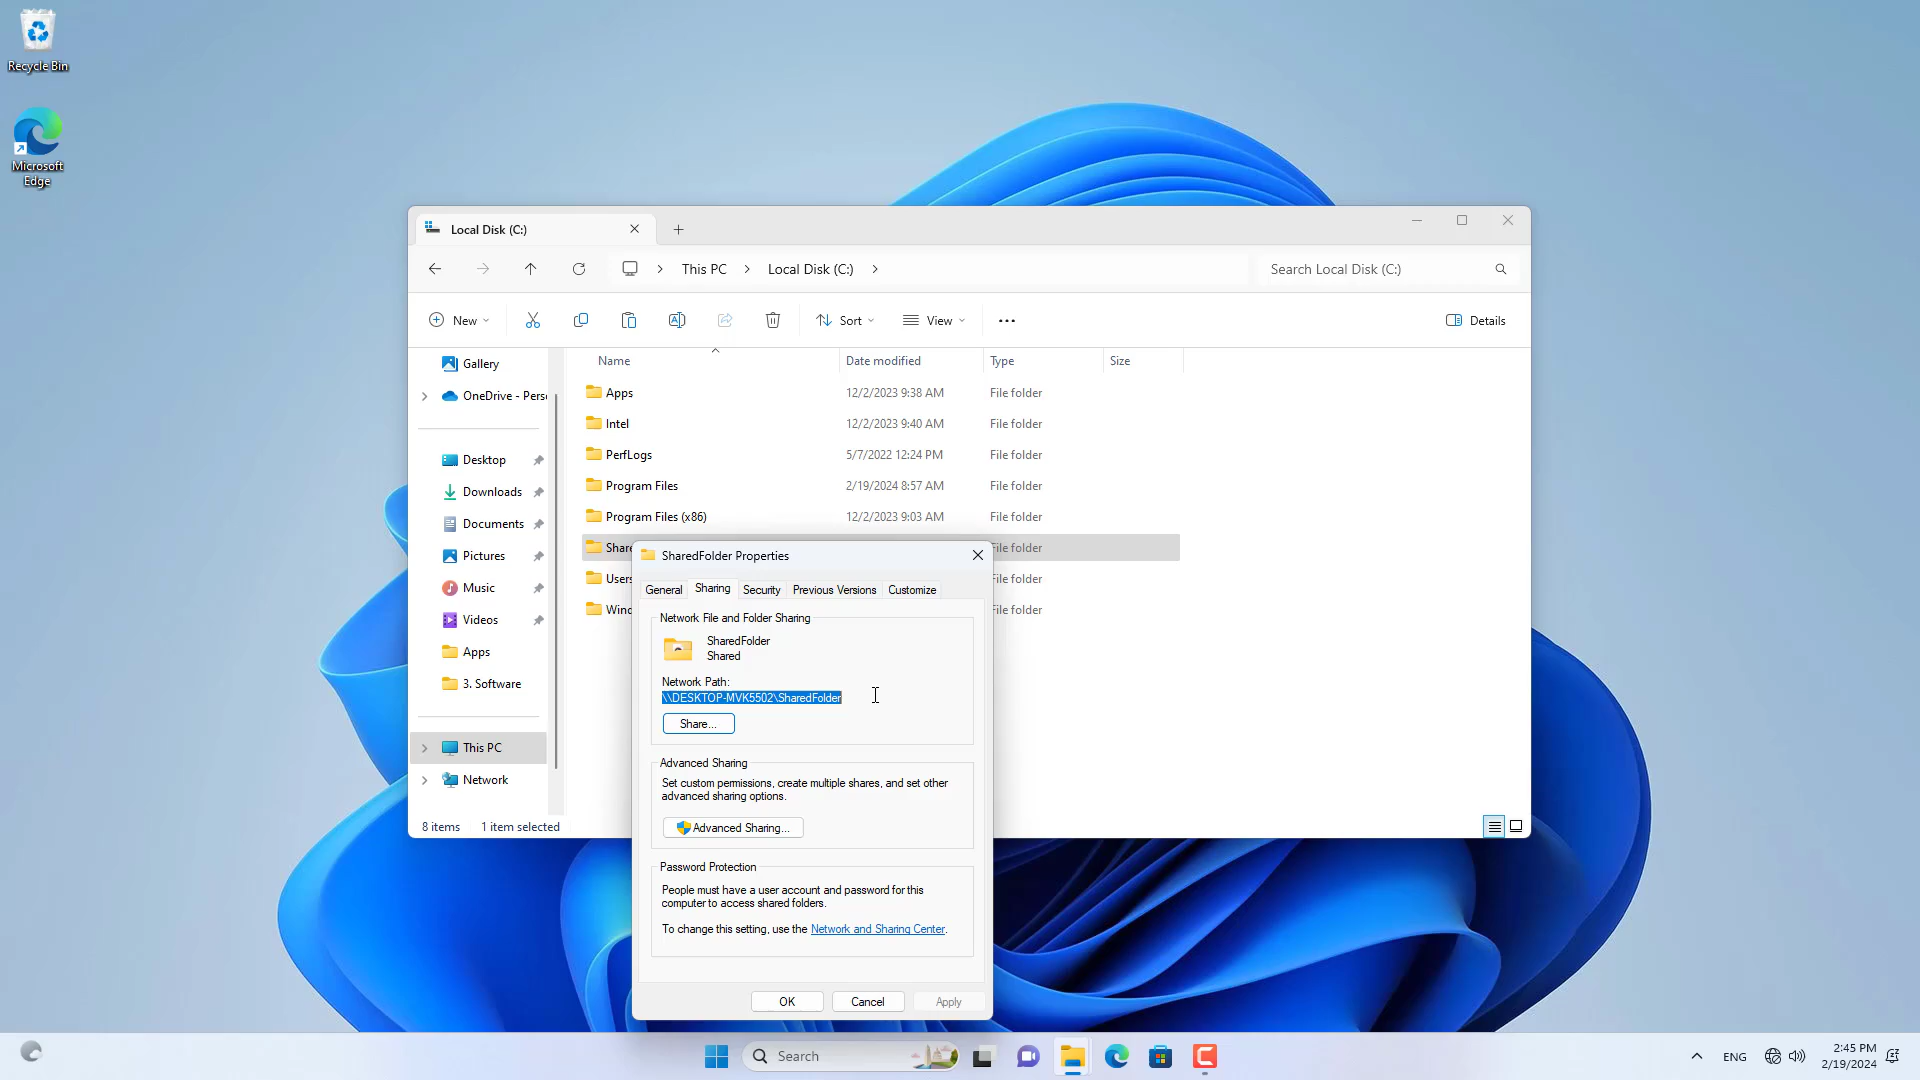 Recycle Bin
Microsoft
Edge
Local Disk (C:)
This PC
Local Disk (C:)
Search Local Disk (C:)
New
Sort
View
Details
Gallery
OneDrive - Pers
Desktop
Downloads
Documents
Pictures
Music
Videos
Apps
3. Software
This PC
Network
Name Date modified Type Size
Apps 12/2/2023 9:38 AM File folder
Intel 12/2/2023 9:40 AM File folder
PerfLogs 5/7/2022 12:24 PM File folder
Program Files 2/19/2024 8:57 AM File folder
Program Files (x86) 12/2/2023 9:03 AM File folder
Share File folder
Users File folder
Wind File folder
8 items 1 item selected
SharedFolder Properties
General Sharing Security Previous Versions Customize
Network File and Folder Sharing
SharedFolder
Shared
Network Path:
\\DESKTOP-MVK5502\SharedFolder
Share...
Advanced Sharing
Set custom permissions, create multiple shares, and set other
advanced sharing options.
Advanced Sharing...
Password Protection
People must have a user account and password for this
computer to access shared folders.
To change this setting, use the Network and Sharing Center.
OK Cancel Apply
Search
ENG
2:45 PM
2/19/2024